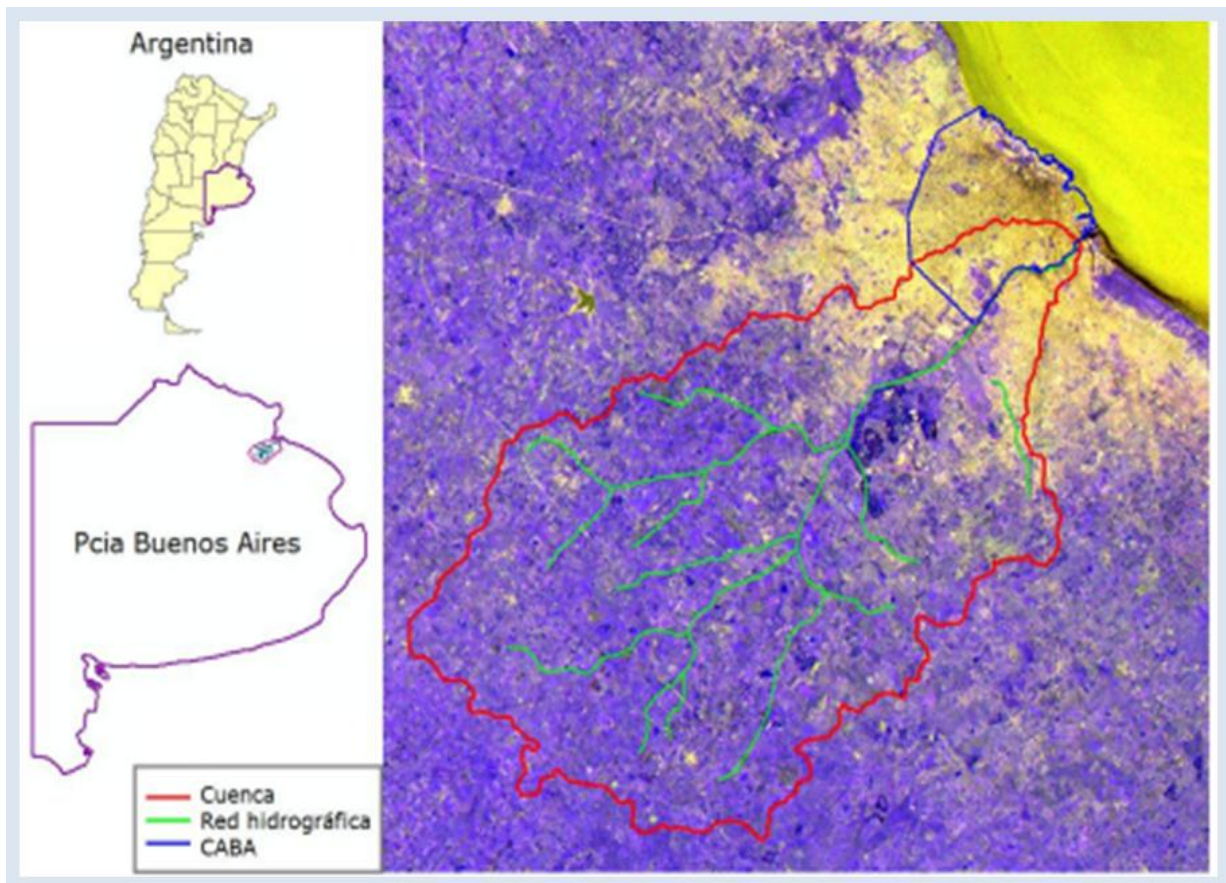 Argentina
Pcia Buenos Aires
Cuenca
Red hidrográfica
CABA